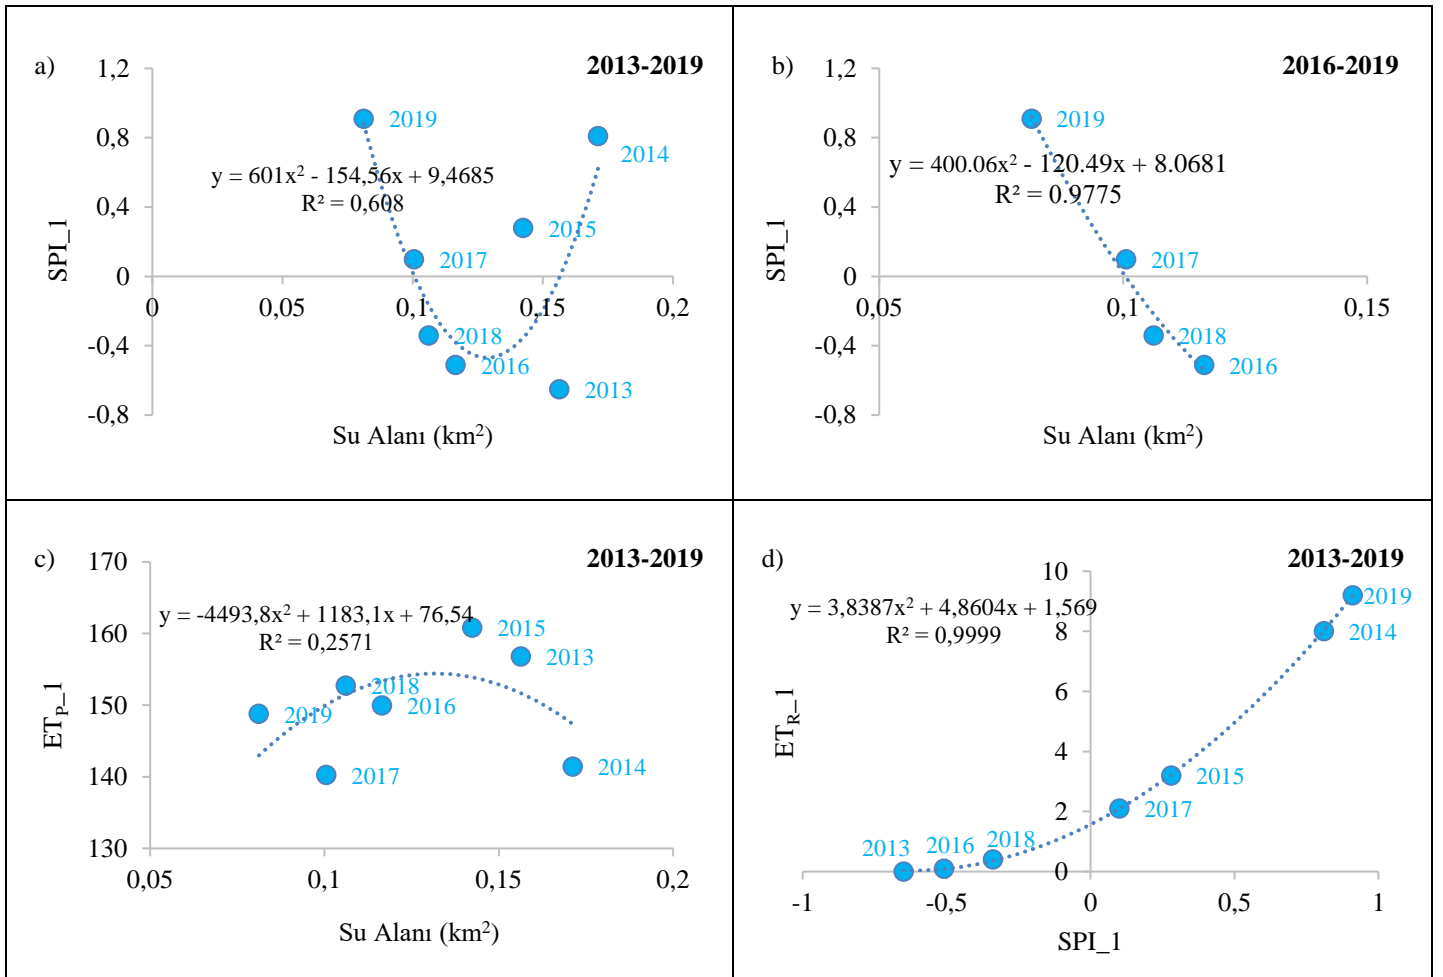 a)
2013-2019
1,2
0,8
0,4
0
-0,4
-0,8
SPI_1
y = 601x² - 154,56x + 9,4685
R² = 0,608
2019
2014
2015
2017
2018
2016
2013
0 0,05 0,1 0,15 0,2
Su Alanı (km²)
b)
2016-2019
1,2
0,8
0,4
0
-0,4
-0,8
SPI_1
2019
y = 400.06x² - 120.49x + 8.0681
R² = 0.9775
2017
2018
2016
0,05 0,1 0,15
Su Alanı (km²)
c)
2013-2019
170
160
150
140
130
ET_P_1
y = -4493,8x² + 1183,1x + 76,54
R² = 0,2571
2015
2013
2018
2019
2016
2017
2014
0,05 0,1 0,15 0,2
Su Alanı (km²)
d)
2013-2019
10
8
6
4
2
0
ET_R_1
y = 3,8387x² + 4,8604x + 1,569
R² = 0,9999
2019
2014
2015
2017
2013 2016 2018
-1 -0,5 0 0,5 1
SPI_1